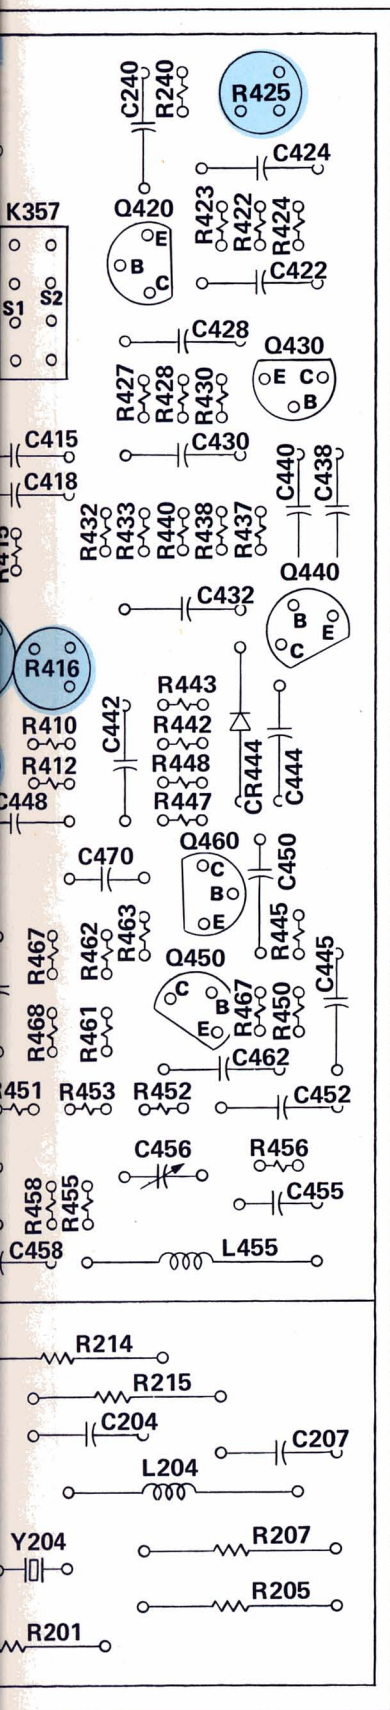 C240
R240
R425
C424
K357
Q420
E
B
C
R423
R422
R424
C422
S1
S2
C428
Q430
E
C
B
R427
R428
R430
C415
C430
C418
C440
C438
R432
R433
R440
R438
R437
R415
Q440
B
E
C
C432
R416
R443
R410
C442
R442
R412
R448
CR444
C444
C448
R447
Q460
C
B
E
C450
C470
R467
R462
R463
R445
Q450
C
B
E
C445
R468
R461
R467
R450
C462
R451
R453
R452
C452
C456
R456
R458
R455
C455
C458
L455
R214
R215
C204
C207
L204
Y204
R207
R205
R201